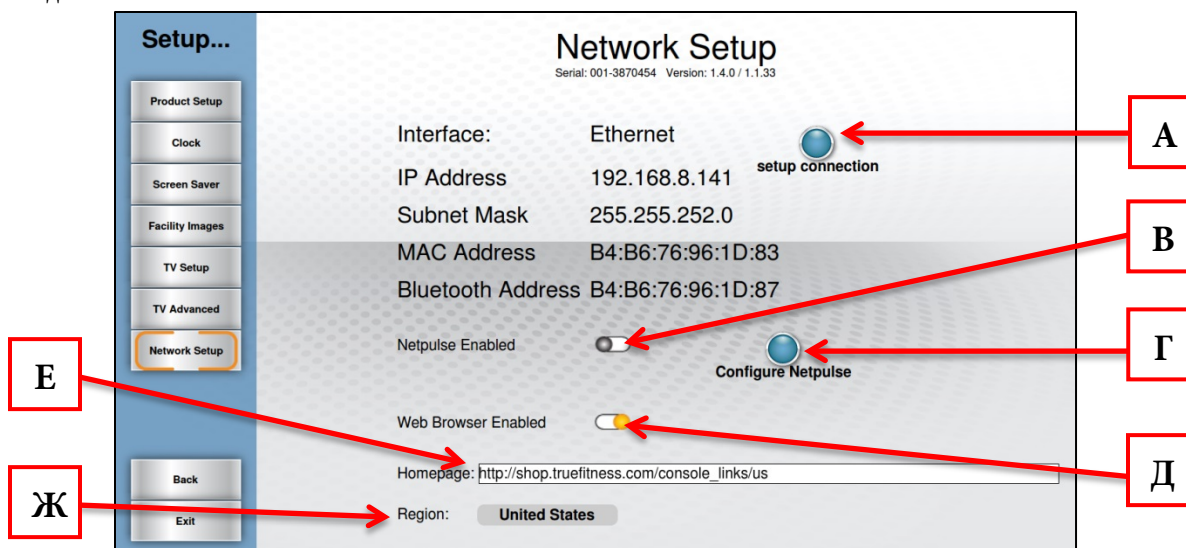 Setup...
Product Setup
Clock
Screen Saver
Facility Images
TV Setup
TV Advanced
Network Setup
Back
Exit
Network Setup
Serial: 001-3870454 Version: 1.4.0 / 1.1.33
Interface: Ethernet
setup connection
IP Address 192.168.8.141
Subnet Mask 255.255.252.0
MAC Address B4:B6:76:96:1D:83
Bluetooth Address B4:B6:76:96:1D:87
Netpulse Enabled
Configure Netpulse
Web Browser Enabled
Homepage: http://shop.truefitness.com/console_links/us
Region: United States
А
В
Г
Д
Е
Ж